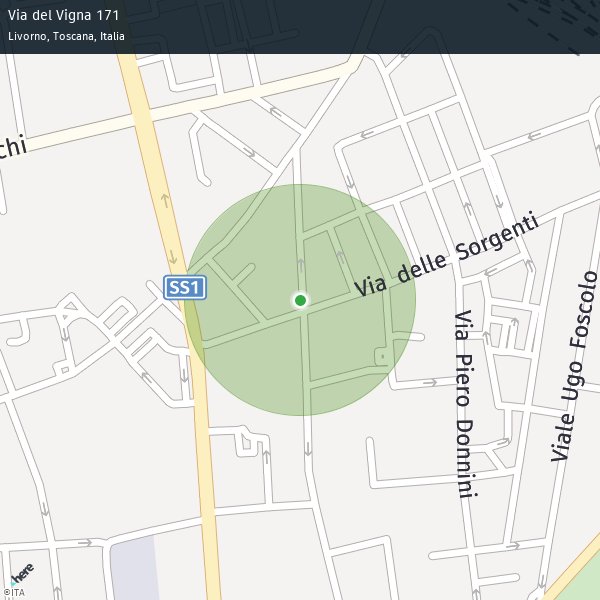 Via del Vigna 171
Livorno, Toscana, Italia
chi
Via delle Sorgenti
SS1
Via Piero Donnini
Viale Ugo Foscolo
here
©ITA